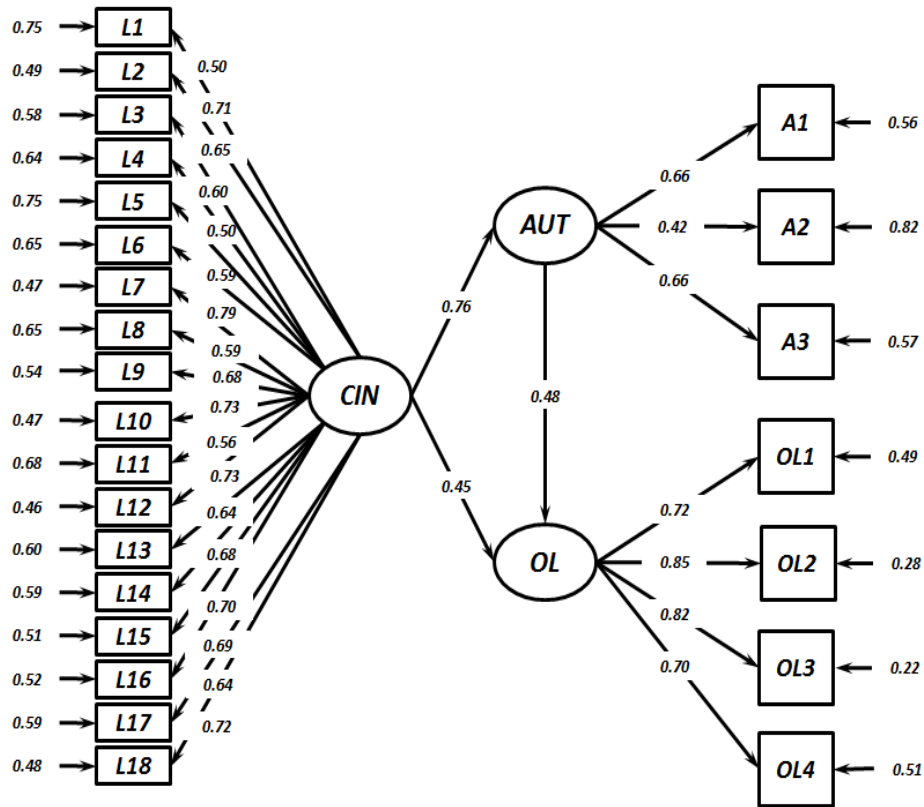 0.75 L1
0.49 L2
0.58 L3
0.64 L4
0.75 L5
0.65 L6
0.47 L7
0.65 L8
0.54 L9
0.47 L10
0.68 L11
0.46 L12
0.60 L13
0.59 L14
0.51 L15
0.52 L16
0.59 L17
0.48 L18
0.50
0.71
0.65
0.60
0.50
0.59
0.79
0.59
0.68
0.73
0.56
0.73
0.64
0.68
0.70
0.69
0.64
0.72
CIN
0.76
0.45
AUT
0.48
OL
0.66
0.42
0.66
0.72
0.85
0.82
0.70
A1 0.56
A2 0.82
A3 0.57
OL1 0.49
OL2 0.28
OL3 0.22
OL4 0.51